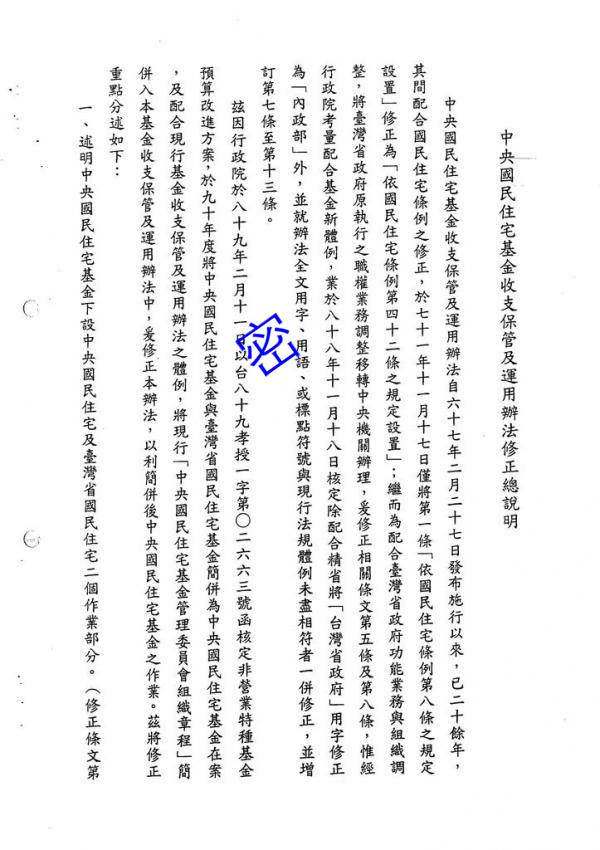 中央國民住宅基金收支保管及運用辦法修正總說明
中央國民住宅基金收支保管及運用辦法自六十七年二月二十七日發布施行以來，已二十餘年，
其間配合國民住宅條例之修正，於七十一年十一月十七日僅將第一條「依國民住宅條例第八條之規定
設置」修正為「依國民住宅條例第四十二條之規定設置」；繼而為配合臺灣省政府功能業務與組織調
整，將臺灣省政府原執行之職權業務調整移轉中央機關辦理，爰修正相關條文第五條及第八條，惟經
行政院考量配合基金新體例，業於八十八年十一月十八日核定除配合精省將「台灣省政府」用字修正
為「內政部」外，並就辦法全文用字、用語、或標點符號與現行法規體例未盡相符者一併修正，並增
訂第七條至第十三條。
茲因行政院於八十九年二月十一日以台八十九孝授一字第〇二六六三號函核定非營業特種基金
預算改進方案，於九十年度將中央國民住宅基金與臺灣省國民住宅基金簡併為中央國民住宅基金在案
，及配合現行基金收支保管及運用辦法之體例，將現行「中央國民住宅基金管理委員會組織章程」簡
併入本基金收支保管及運用辦法中，爰修正本辦法，以利簡併後中央國民住宅基金之作業。茲將修正
重點分述如下：
一、述明中央國民住宅基金下設中央國民住宅及臺灣省國民住宅二個作業部分。（修正條文第
密